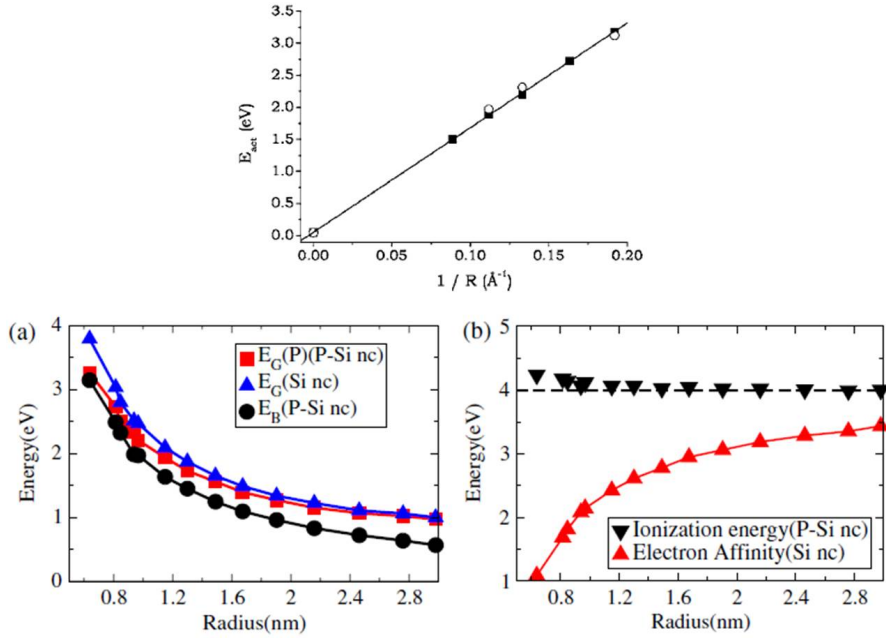 3.5
3.0
2.5
2.0
1.5
1.0
0.5
0.0
E_act (eV)
0.00 0.05 0.10 0.15 0.20
1 / R (Å⁻¹)
(a)
4
3
2
1
0
Energy(eV)
E_G(P)(P-Si nc)
E_G(Si nc)
E_B(P-Si nc)
0.8 1.2 1.6 2 2.4 2.8
Radius(nm)
(b)
5
4
3
2
1
Energy(eV)
Ionization energy(P-Si nc)
Electron Affinity(Si nc)
0.8 1.2 1.6 2 2.4 2.8
Radius(nm)